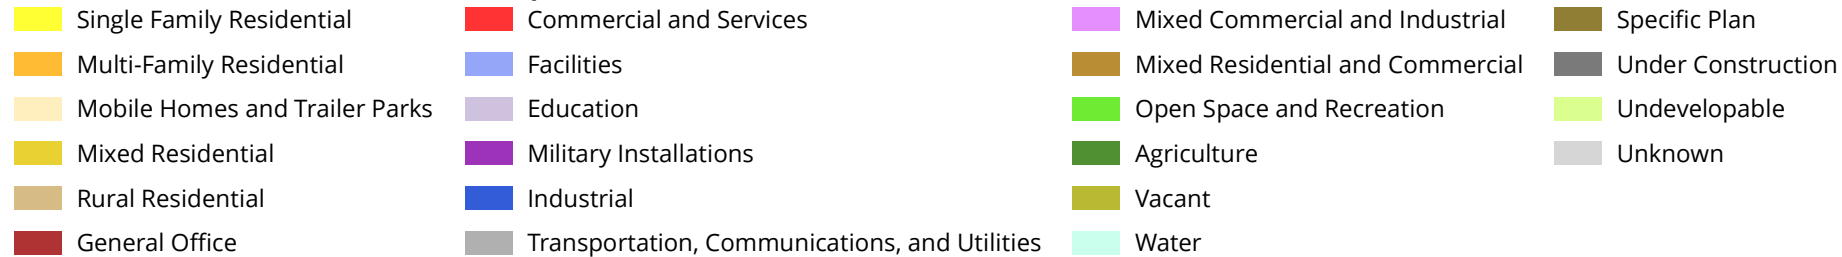 Single Family Residential
Multi-Family Residential
Mobile Homes and Trailer Parks
Mixed Residential
Rural Residential
General Office
Commercial and Services
Facilities
Education
Military Installations
Industrial
Transportation, Communications, and Utilities
Mixed Commercial and Industrial
Mixed Residential and Commercial
Open Space and Recreation
Agriculture
Vacant
Water
Specific Plan
Under Construction
Undevelopable
Unknown